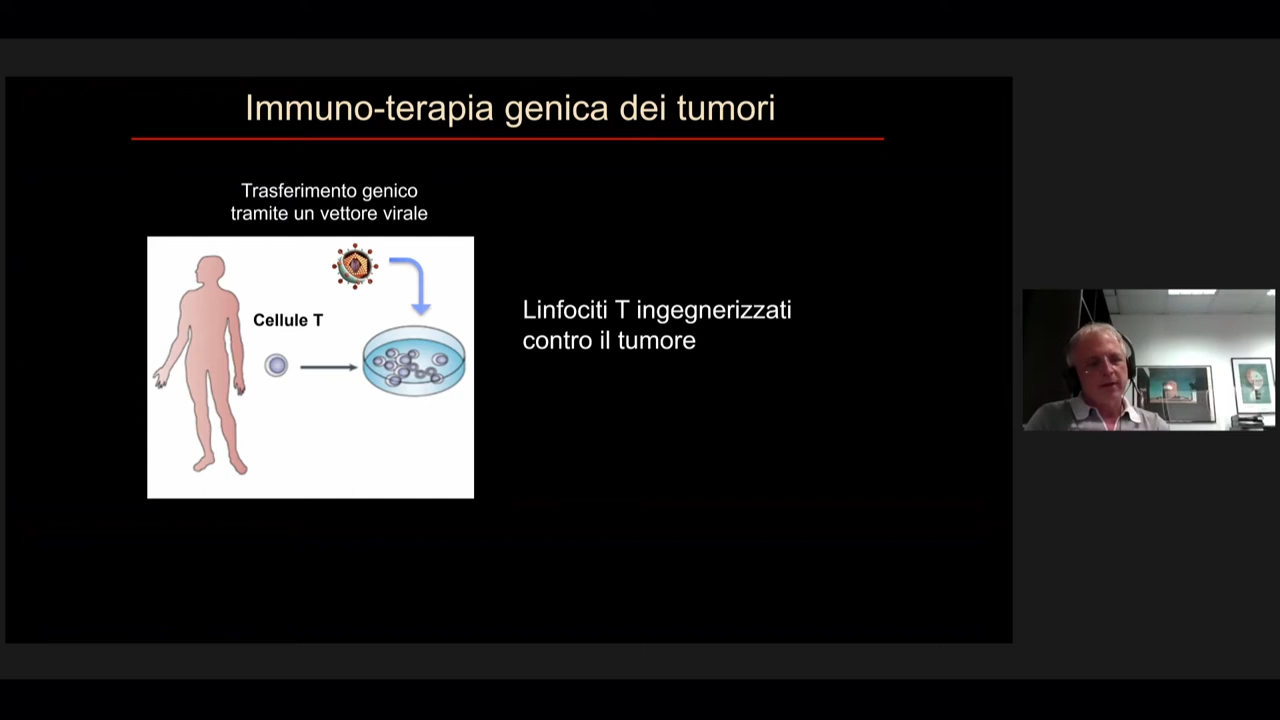 Immuno-terapia genica dei tumori
Trasferimento genico
tramite un vettore virale
Cellule T
Linfociti T ingegnerizzati
contro il tumore